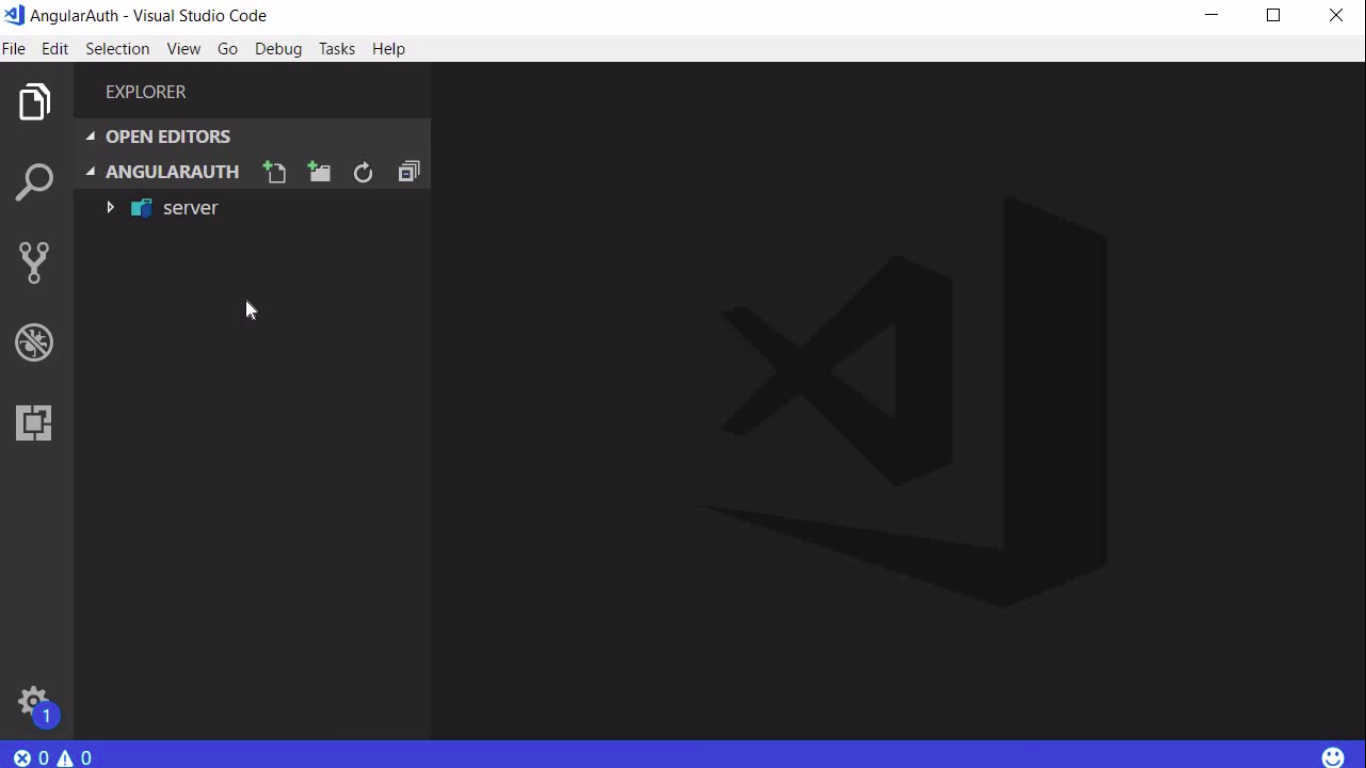 AngularAuth - Visual Studio Code
File Edit Selection View Go Debug Tasks Help
EXPLORER
OPEN EDITORS
ANGULARAUTH
server
1
0 0